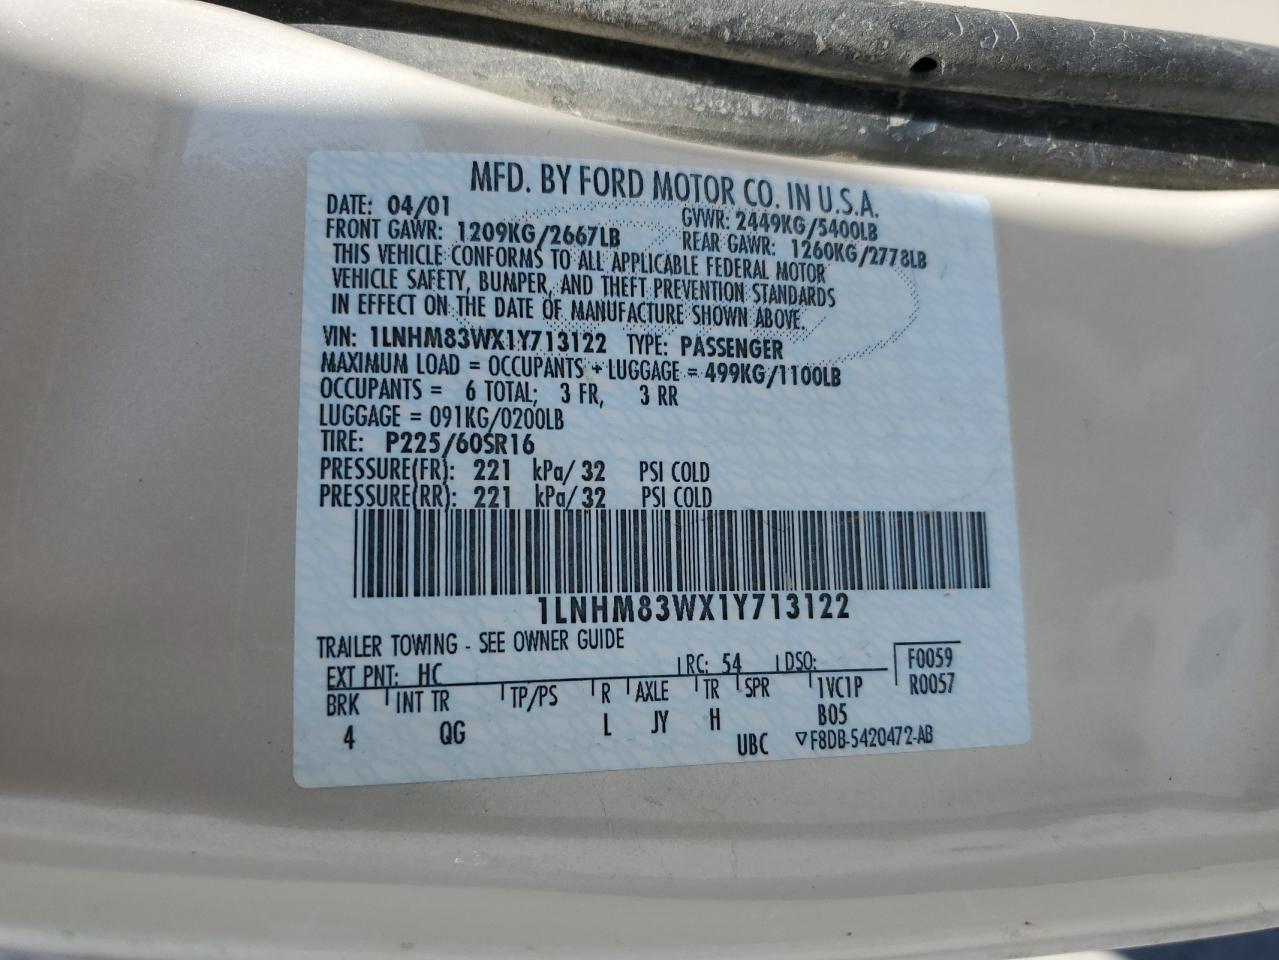 MFD. BY FORD MOTOR CO. IN U.S.A.
DATE: 04/01 GVWR: 2449KG/5400LB
FRONT GAWR: 1209KG/2667LB REAR GAWR: 1260KG/2778LB
THIS VEHICLE CONFORMS TO ALL APPLICABLE FEDERAL MOTOR
VEHICLE SAFETY, BUMPER, AND THEFT PREVENTION STANDARDS
IN EFFECT ON THE DATE OF MANUFACTURE SHOWN ABOVE.
VIN: 1LNHM83WX1Y713122 TYPE: PASSENGER
MAXIMUM LOAD = OCCUPANTS + LUGGAGE = 499KG/1100LB
OCCUPANTS = 6 TOTAL; 3 FR, 3 RR
LUGGAGE = 091KG/0200LB
TIRE: P225/60SR16
PRESSURE(FR): 221 kPa/ 32 PSI COLD
PRESSURE(RR): 221 kPa/ 32 PSI COLD
1LNHM83WX1Y713122
TRAILER TOWING - SEE OWNER GUIDE
EXT PNT: HC RC: 54 DSO: F0059
BRK INT TR TP/PS R AXLE TR SPR 1VC1P R0057
4 QG L JY H B05
UBC ▽F8DB-5420472-AB